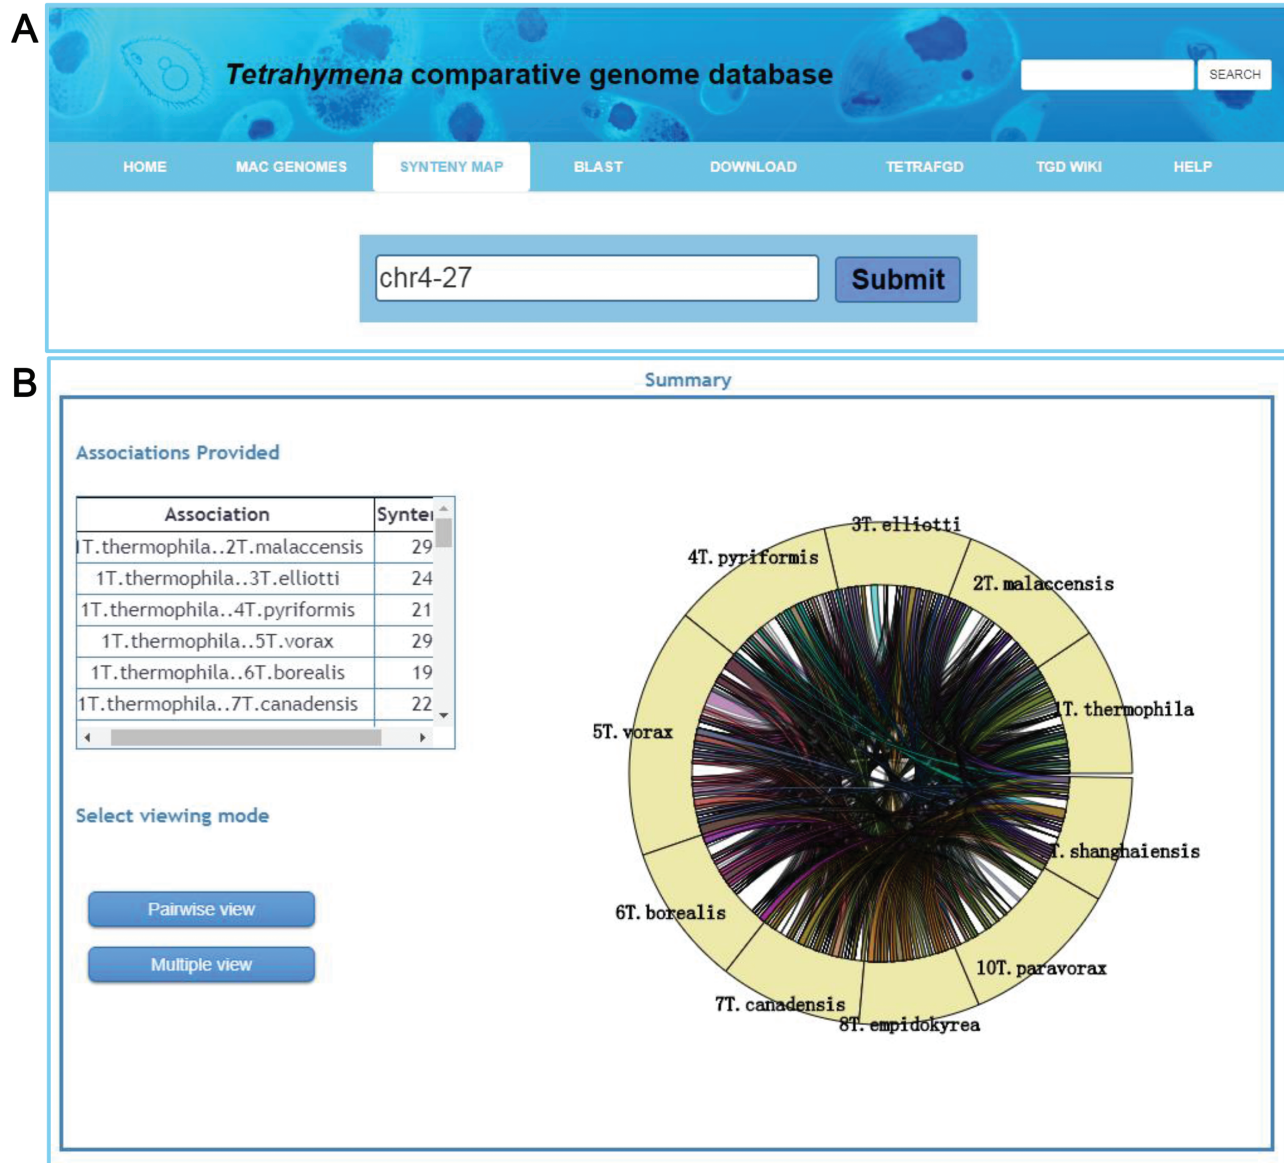 A
Tetrahymena comparative genome database
SEARCH
HOME MAC GENOMES SYNTENY MAP BLAST DOWNLOAD TETRAFGD TGD WIKI HELP
chr4-27 Submit
B
Summary
Associations Provided
Association Synte
1T.thermophila..2T.malaccensis 29
1T.thermophila..3T.elliotti 24
1T.thermophila..4T.pyriformis 21
1T.thermophila..5T.vorax 29
1T.thermophila..6T.borealis 19
1T.thermophila..7T.canadensis 22
Select viewing mode
Pairwise view
Multiple view
3T.elliotti
4T.pyriformis
2T.malaccensis
1T.thermophila
5T.vorax
T.shanghaiensis
6T.borealis
10T.paravorax
7T.canadensis
8T.empidokyrea